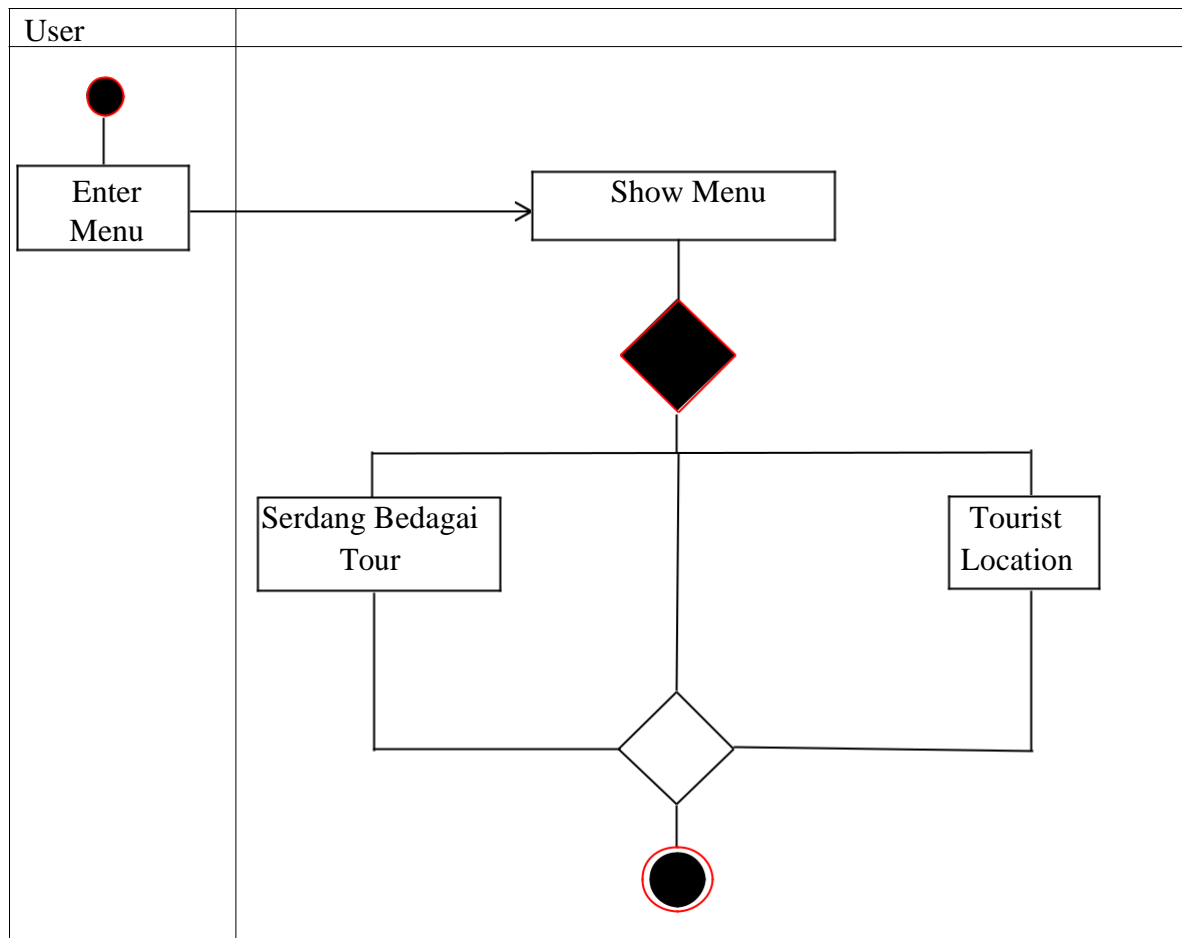 User
Enter
Menu
Show Menu
Serdang Bedagai
Tour
Tourist
Location